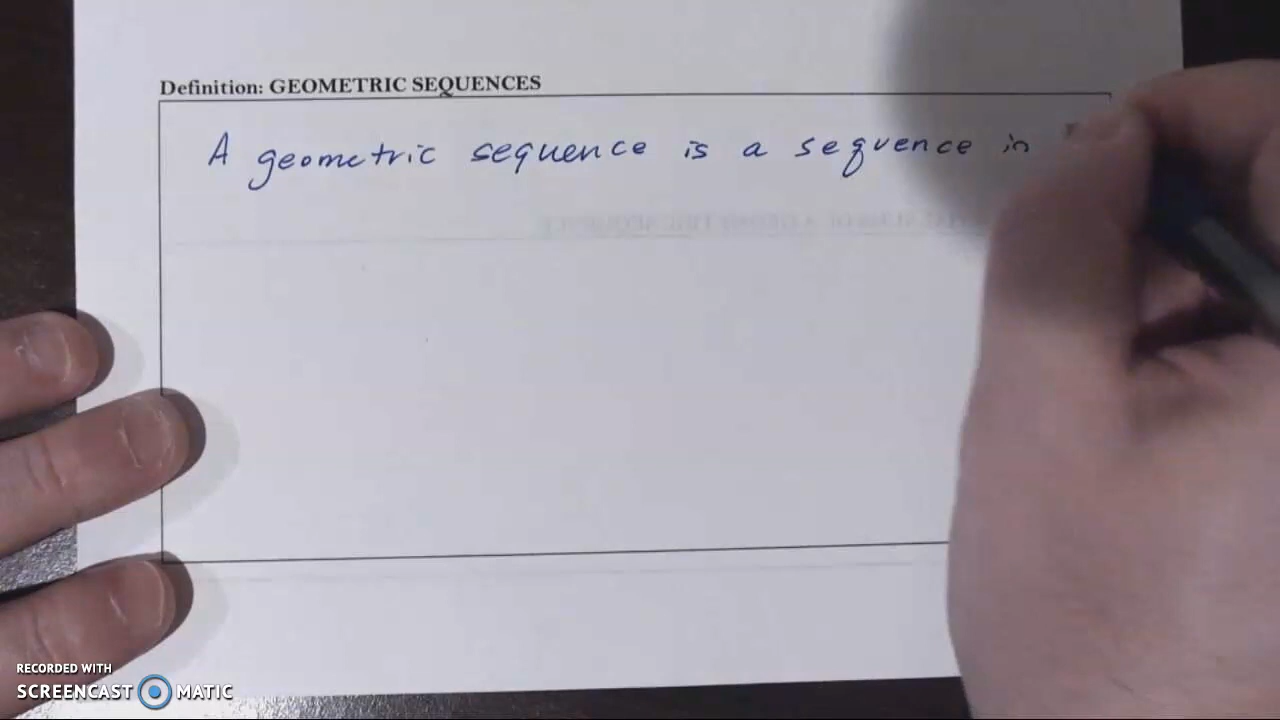 Definition: GEOMETRIC SEQUENCES
A geometric sequence is a sequence in
RECORDED WITH
SCREENCAST MATIC